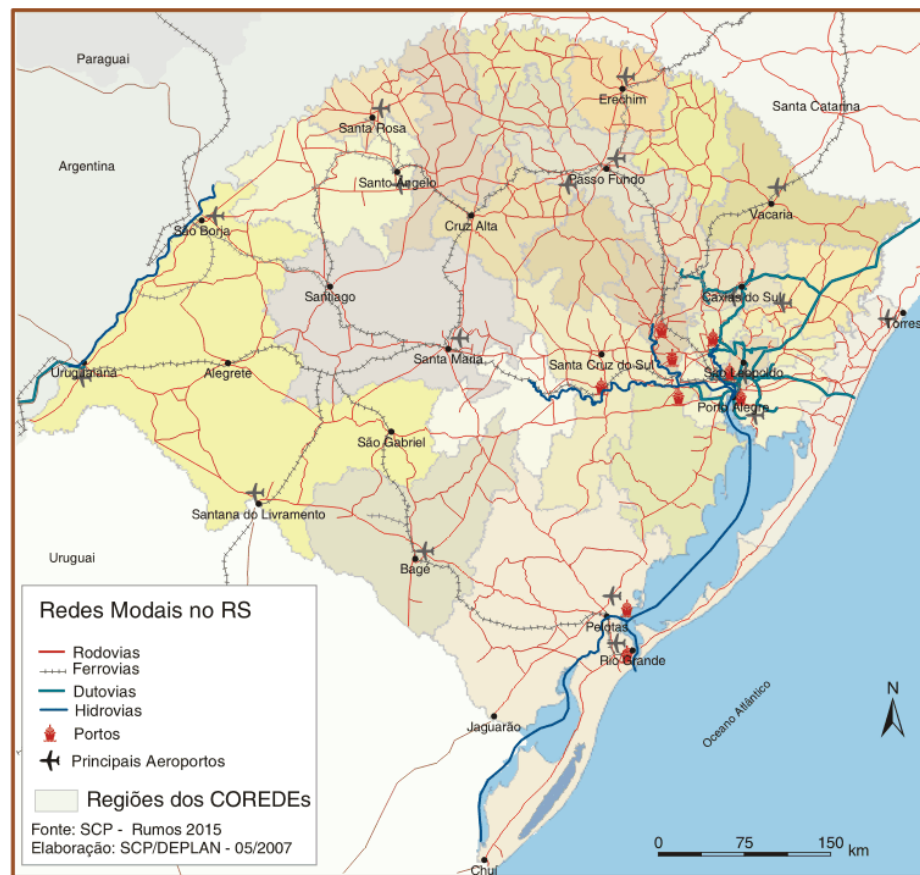 Paraguai
Santa Catarina
Erechim
Santa Rosa
Argentina
Santo Ângelo
Passo Fundo
Vacaria
São Borja
Cruz Alta
Santiago
Caxias do Sul
Torres
Uruguaiana
Alegrete
Santa Maria
Santa Cruz do Sul
São Leopoldo
Porto Alegre
São Gabriel
Santana do Livramento
Uruguai
Bagé
Pelotas
Rio Grande
Jaguarão
Chuí
Oceano Atlântico
N
Redes Modais no RS
Rodovias
Ferrovias
Dutovias
Hidrovias
Portos
Principais Aeroportos
Regiões dos COREDEs
Fonte: SCP - Rumos 2015
Elaboração: SCP/DEPLAN - 05/2007
0 75 150 km